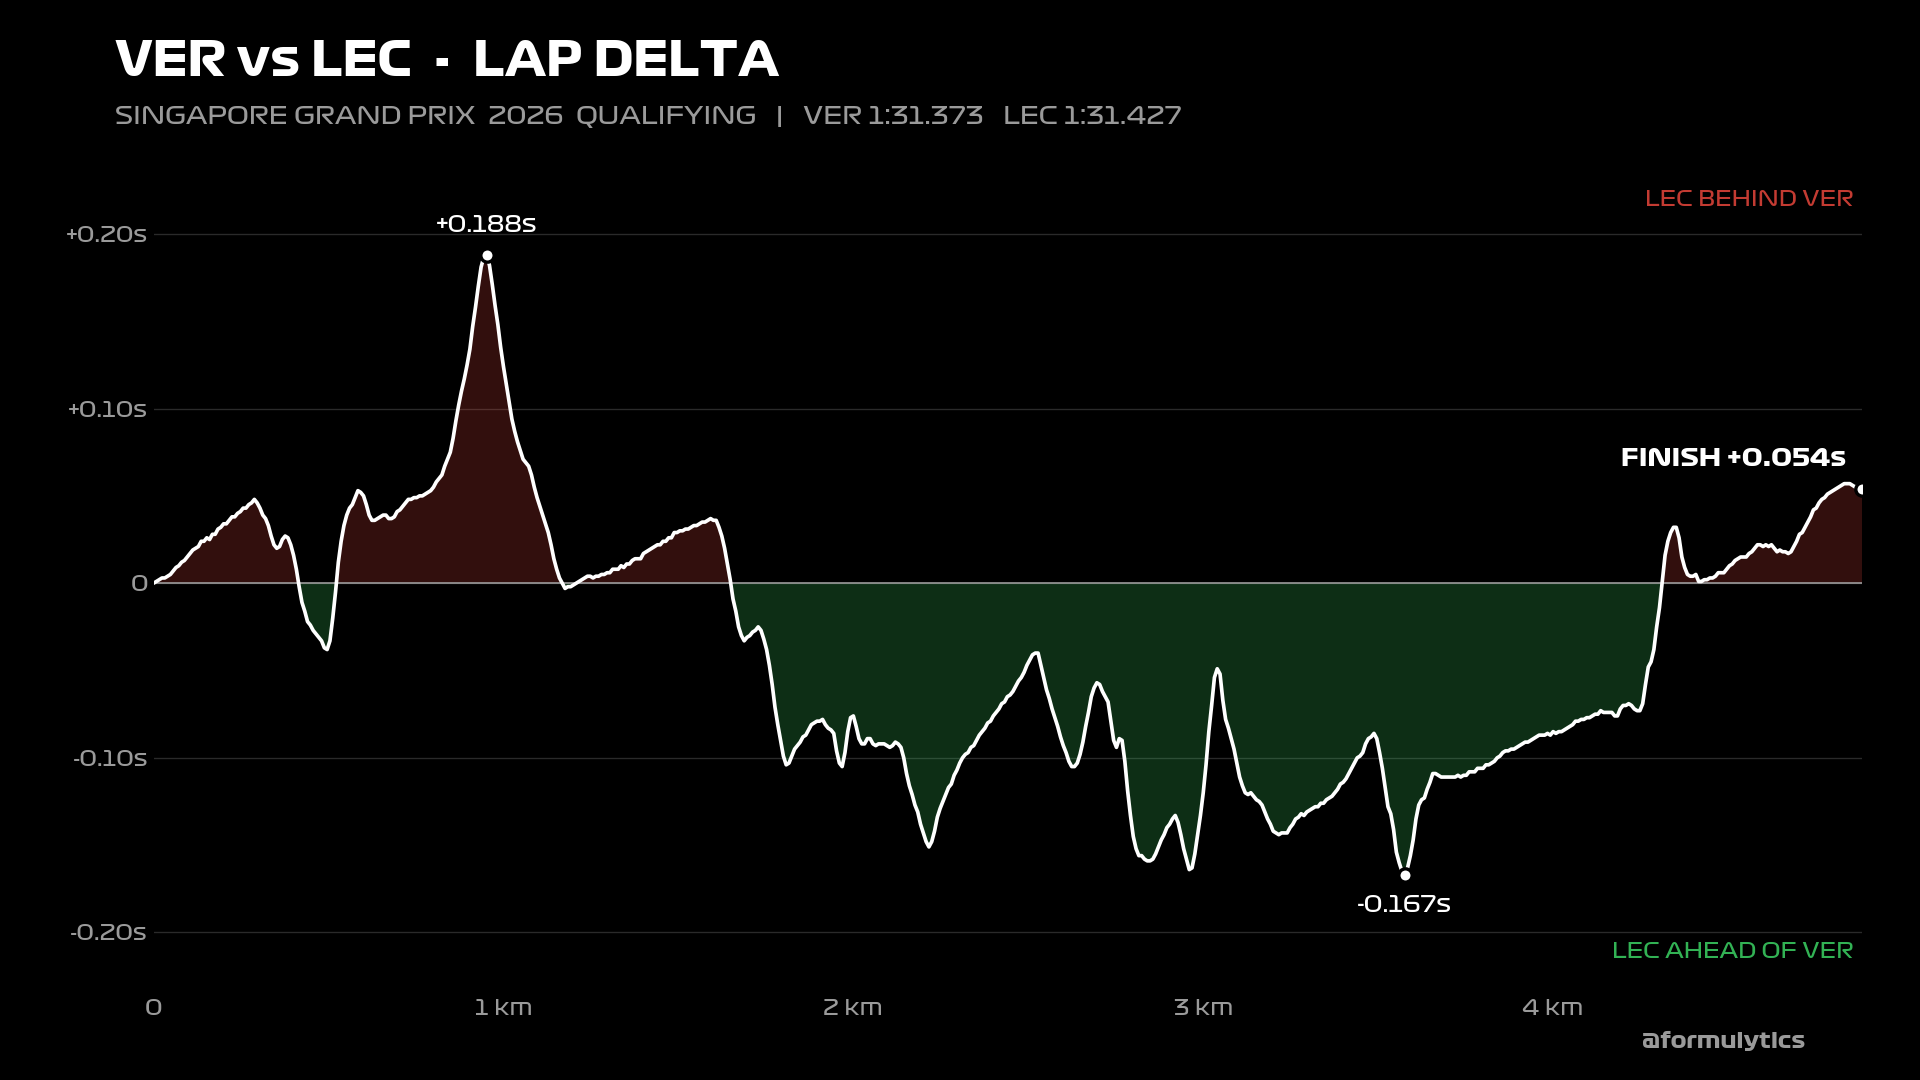 VER vs LEC - LAP DELTA
SINGAPORE GRAND PRIX 2026 QUALIFYING | VER 1:31.373 LEC 1:31.427
LEC BEHIND VER
+0.188s
+0.20s
+0.10s
FINISH +0.054s
0
-0.10s
-0.167s
-0.20s
LEC AHEAD OF VER
0 1 km 2 km 3 km 4 km
@formulytics